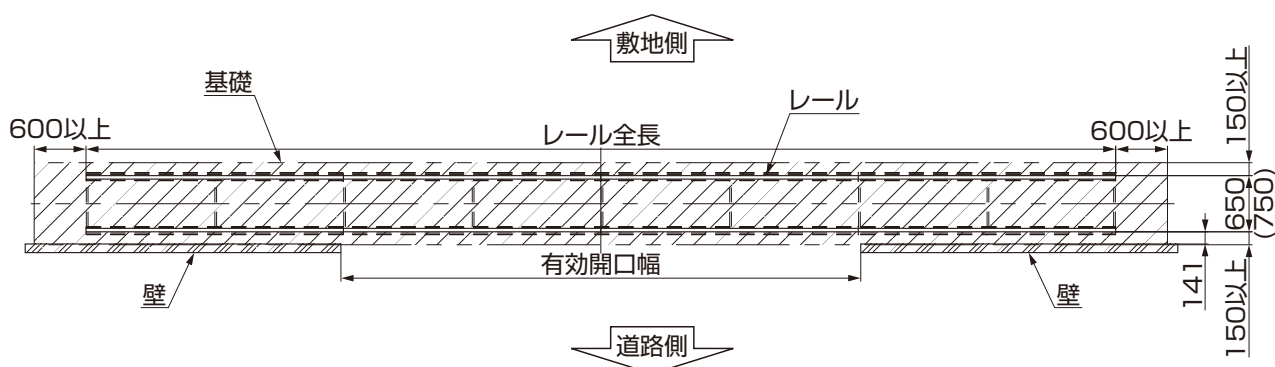 敷地側
基礎
レール
600以上
レール全長
600以上
150以上
650
(750)
141
150以上
有効開口幅
壁
壁
道路側